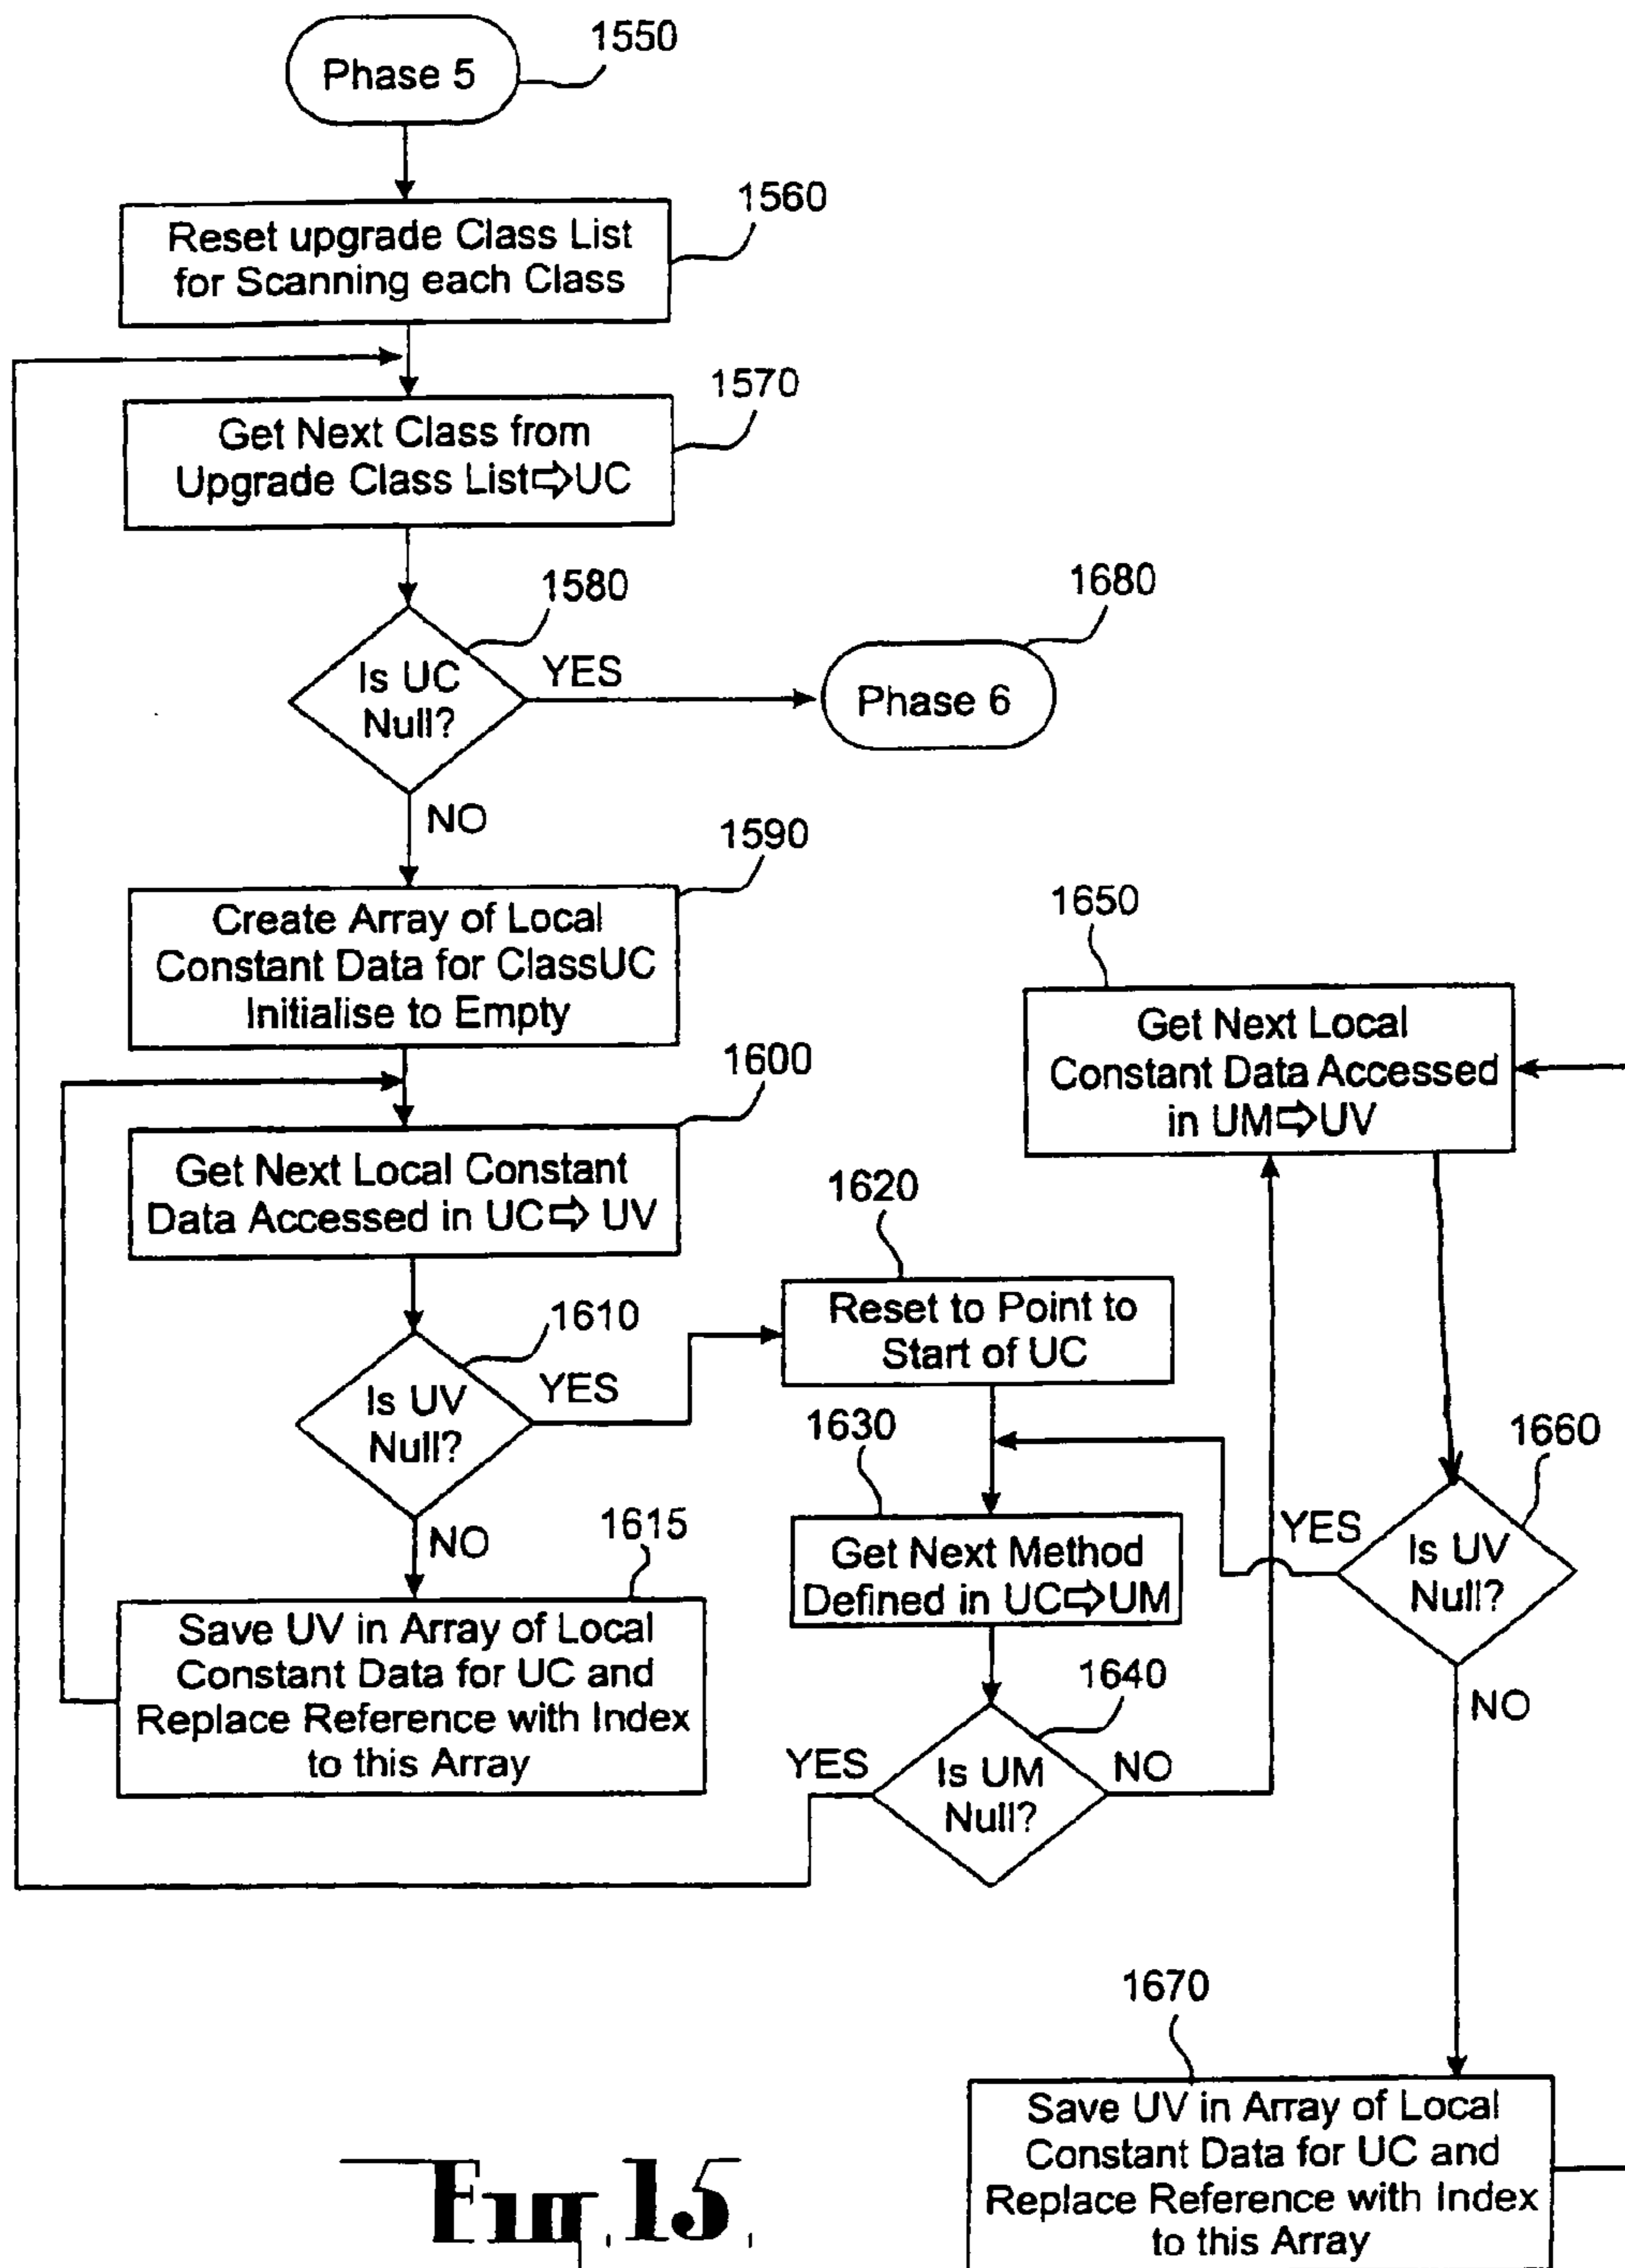 1550
Phase 5
1560
Reset upgrade Class List
for Scanning each Class
1570
Get Next Class from
Upgrade Class List⇨UC
1580
Is UC
Null?
YES
NO
1680
Phase 6
1590
Create Array of Local
Constant Data for ClassUC
Initialise to Empty
1600
Get Next Local Constant
Data Accessed in UC⇨ UV
1610
Is UV
Null?
YES
NO
1615
Save UV in Array of Local
Constant Data for UC and
Replace Reference with Index
to this Array
1620
Reset to Point to
Start of UC
1630
Get Next Method
Defined in UC⇨UM
1640
Is UM
Null?
YES
NO
1650
Get Next Local
Constant Data Accessed
in UM⇨UV
1660
Is UV
Null?
YES
NO
1670
Save UV in Array of Local
Constant Data for UC and
Replace Reference with Index
to this Array
Fig. 15.